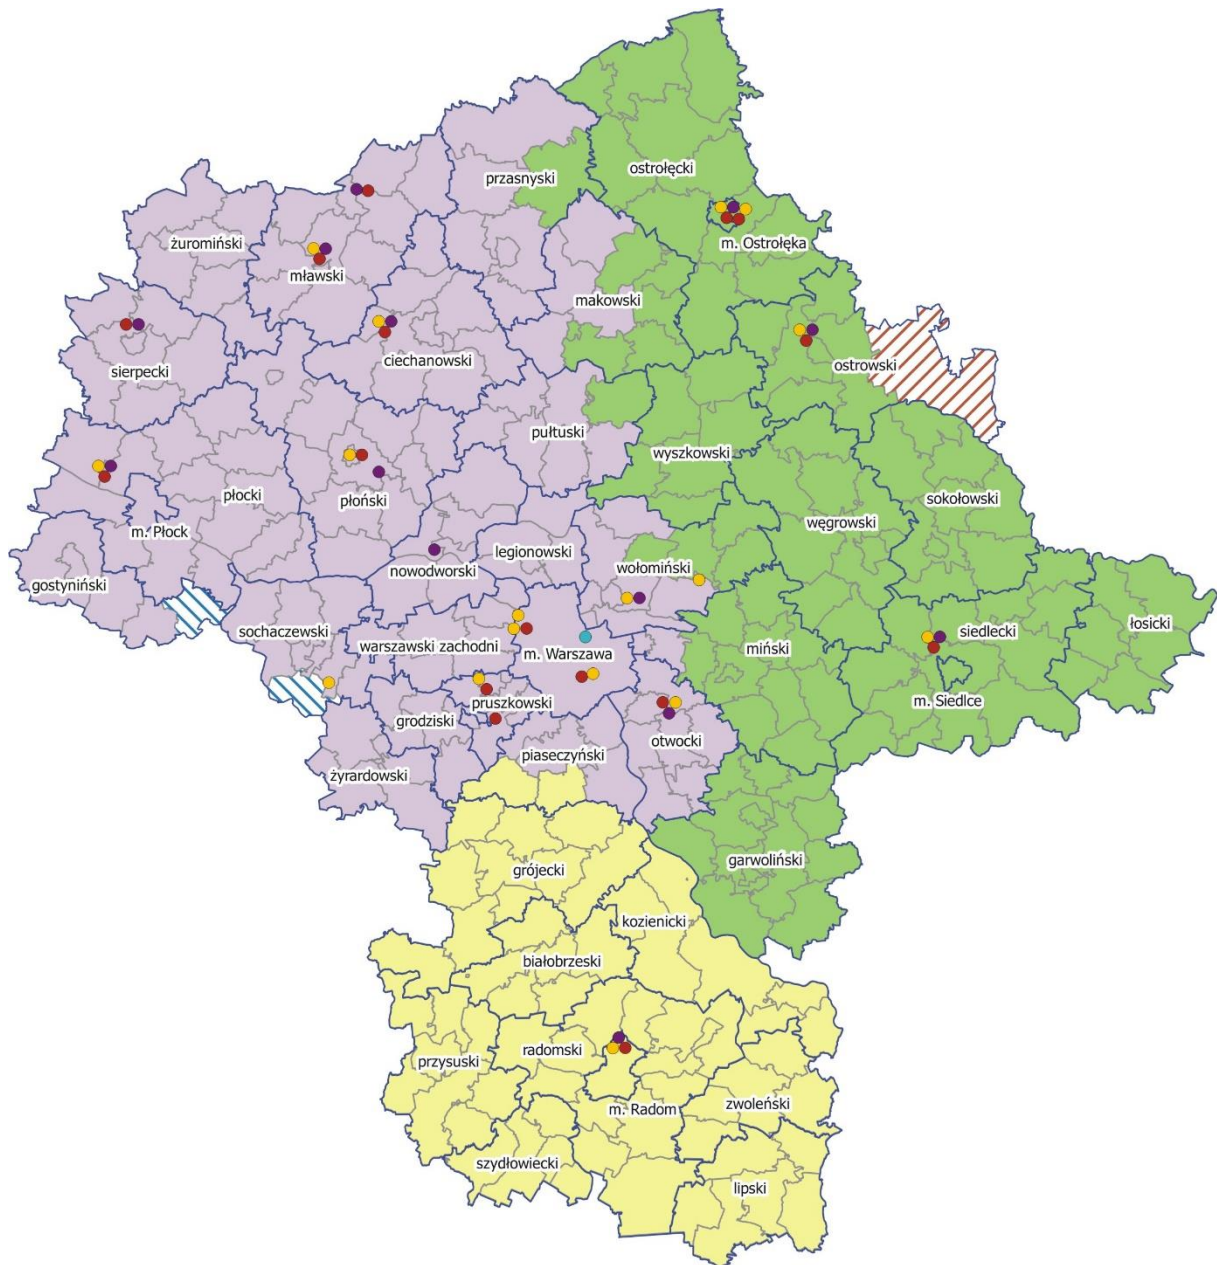 ostrołęcki
przasnyski
m. Ostrołęka
żuromiński
mławski
makowski
ciechanowski
ostrowski
sierpecki
pułtuski
wyszkowski
płocki
płoński
sokołowski
węgrowski
m. Płock
legionowski
wołomiński
nowodworski
gostyniński
sochaczewski
siedlecki
łosicki
warszawski zachodni
m. Warszawa
miński
pruszkowski
m. Siedlce
grodziski
otwocki
piaseczyński
żyrardowski
garwoliński
grójecki
kozienicki
białobrzeski
radomski
przysuski
zwoleński
m. Radom
szydłowiecki
lipski